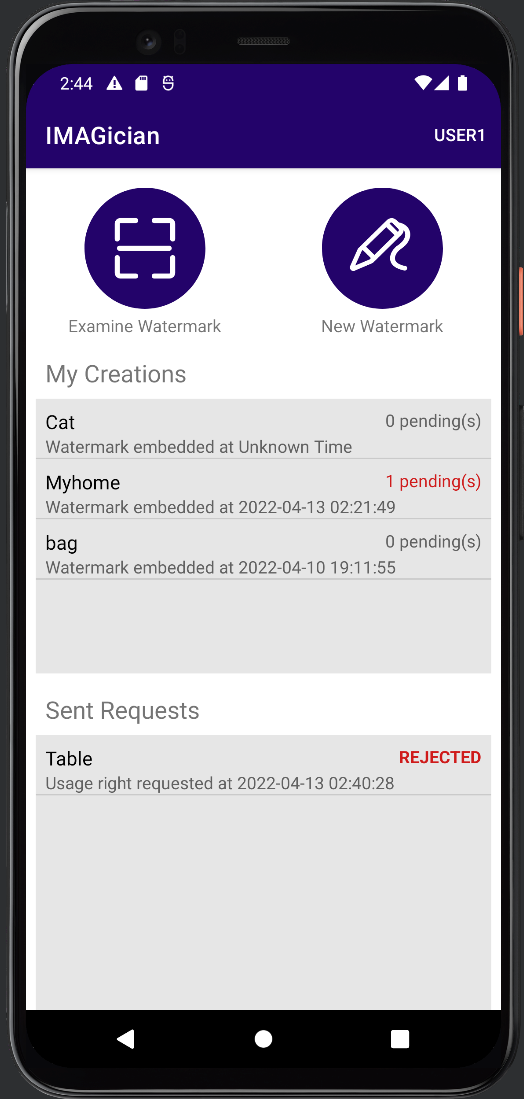 2:44
IMAGician USER1
Examine Watermark New Watermark
My Creations
Cat 0 pending(s)
Watermark embedded at Unknown Time
Myhome 1 pending(s)
Watermark embedded at 2022-04-13 02:21:49
bag 0 pending(s)
Watermark embedded at 2022-04-10 19:11:55
Sent Requests
Table REJECTED
Usage right requested at 2022-04-13 02:40:28